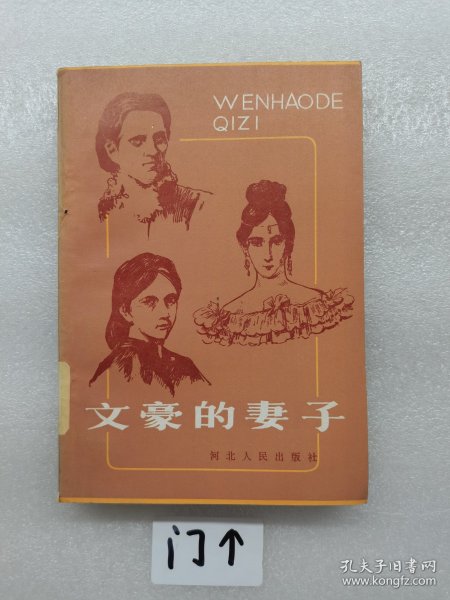 WENHAODE
QIZI
文豪的妻子
河北人民出版社
门↑
孔夫子旧书网
www.kongfz.com